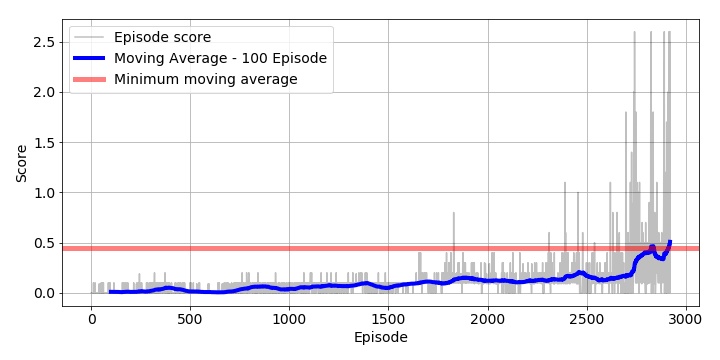 Episode score
Moving Average - 100 Episode
Minimum moving average
2.5
2.0
1.5
1.0
0.5
0.0
Score
0 500 1000 1500 2000 2500 3000
Episode